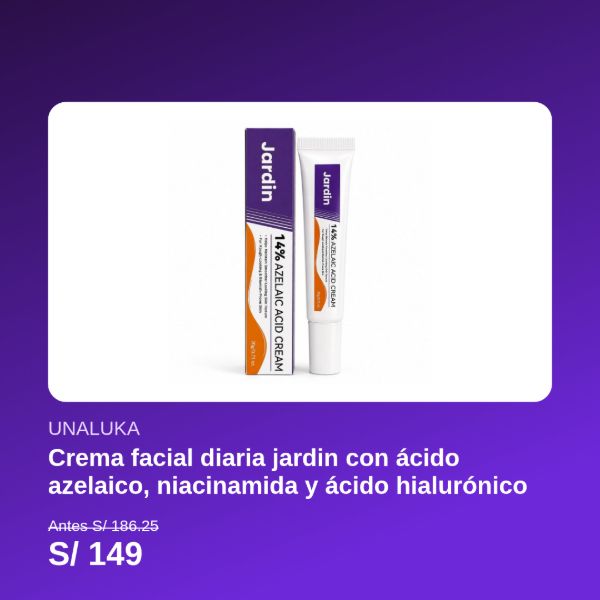 Jardin
14% AZELAIC ACID CREAM
Jardin
14% AZELAIC ACID CREAM
UNALUKA
Crema facial diaria jardin con ácido
azelaico, niacinamida y ácido hialurónico
Antes S/ 186.25
S/ 149